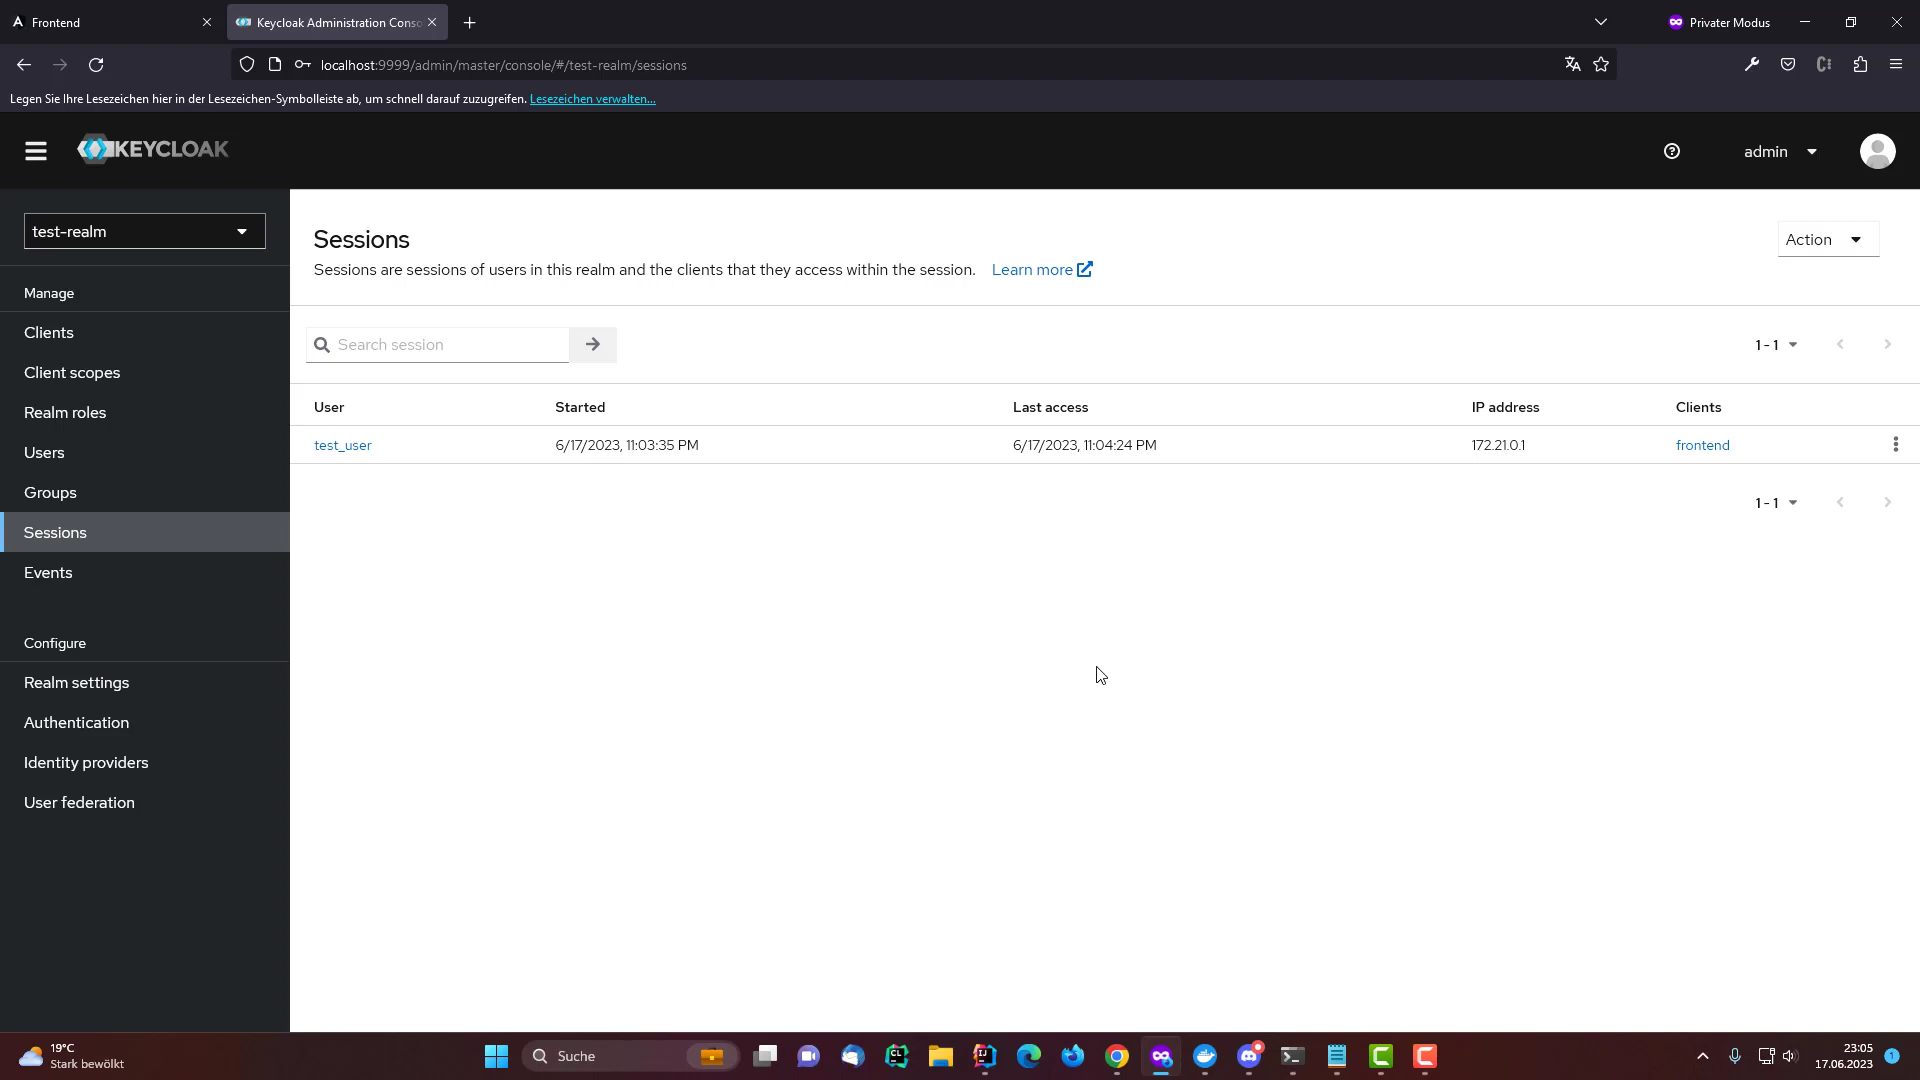 Frontend
Keycloak Administration Conso
Privater Modus
localhost:9999/admin/master/console/#/test-realm/sessions
Legen Sie Ihre Lesezeichen hier in der Lesezeichen-Symbolleiste ab, um schnell darauf zuzugreifen. Lesezeichen verwalten...
KEYCLOAK
admin
test-realm
Manage
Clients
Client scopes
Realm roles
Users
Groups
Sessions
Events
Configure
Realm settings
Authentication
Identity providers
User federation
Sessions
Action
Sessions are sessions of users in this realm and the clients that they access within the session. Learn more
Search session
1 - 1
User Started Last access IP address Clients
test_user 6/17/2023, 11:03:35 PM 6/17/2023, 11:04:24 PM 172.21.0.1 frontend
1 - 1
19°C
Stark bewölkt
Suche
23:05
17.06.2023
1